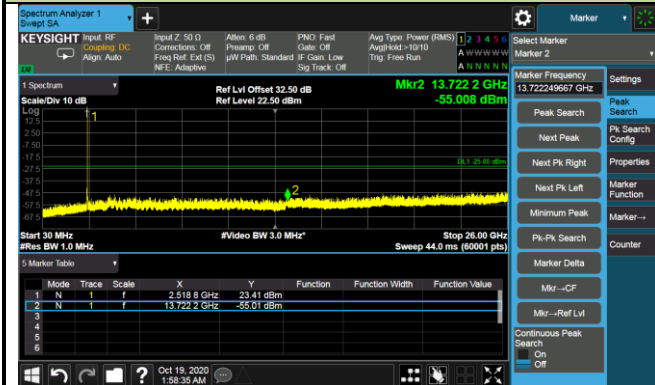 Spectrum Analyzer 1
Swept SA
+
Marker
KEYSIGHT
Input: RF
Coupling: DC
Align: Auto
Input Z: 50 Ω
Corrections: Off
Freq Ref: Ext (S)
NFE: Adaptive
Atten: 6 dB
Preamp: Off
µW Path: Standard
PNO: Fast
Gate: Off
IF Gain: Low
Sig Track: Off
Avg Type: Power (RMS)
Avg|Hold:>10/10
Trig: Free Run
1 2 3 4 5 6
A W W W W W
A N N N N N
LXI
Select Marker
Marker 2
1 Spectrum
Scale/Div 10 dB
Ref Lvl Offset 32.50 dB
Ref Level 22.50 dBm
Mkr2 13.722 2 GHz
-55.008 dBm
Log
12.5
2.50
-7.50
-17.5
-27.5
-37.5
-47.5
-57.5
-67.5
1
DL1 -25.00 dBm
2
Start 30 MHz
#Res BW 1.0 MHz
#Video BW 3.0 MHz*
Stop 26.00 GHz
Sweep 44.0 ms (60001 pts)
Marker Frequency
13.722249667 GHz
Peak Search
Next Peak
Next Pk Right
Next Pk Left
Minimum Peak
Pk-Pk Search
Marker Delta
Mkr→CF
Mkr→Ref Lvl
Continuous Peak
Search
On
Off
Settings
Peak
Search
Pk Search
Config
Properties
Marker
Function
Marker→
Counter
5 Marker Table
Mode Trace Scale X Y Function Function Width Function Value
1 N 1 f 2.518 8 GHz 23.41 dBm
2 N 1 f 13.722 2 GHz -55.01 dBm
3
4
5
6
?
Oct 19, 2020
1:58:35 AM